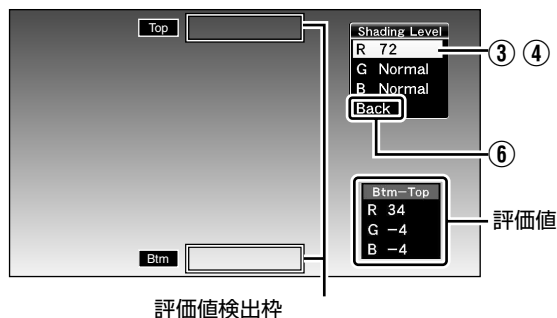 Top
Shading Level
R 72
G Normal
B Normal
Back
③ ④
⑥
Btm−Top
R 34
G −4
B −4
評価値
Btm
評価値検出枠